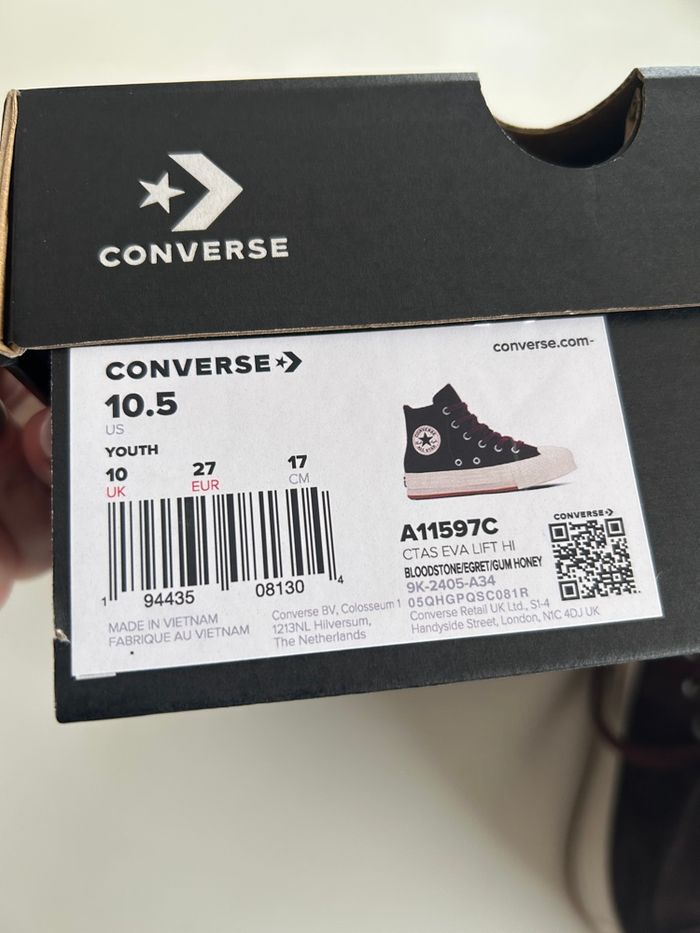 CONVERSE
CONVERSE
converse.com-
10.5
US
YOUTH
10 27 17
UK EUR CM
1 94435 08130 4
MADE IN VIETNAM
FABRIQUE AU VIETNAM
Converse BV, Colosseum 1
1213NL Hilversum,
The Netherlands
CONVERSE
ALL STAR
A11597C
CTAS EVA LIFT HI
BLOODSTONE/EGRET/GUM HONEY
9K-2405-A34
05QHGPQSC081R
Converse Retail UK Ltd., S1-4
Handyside Street, London, N1C 4DJ UK
CONVERSE